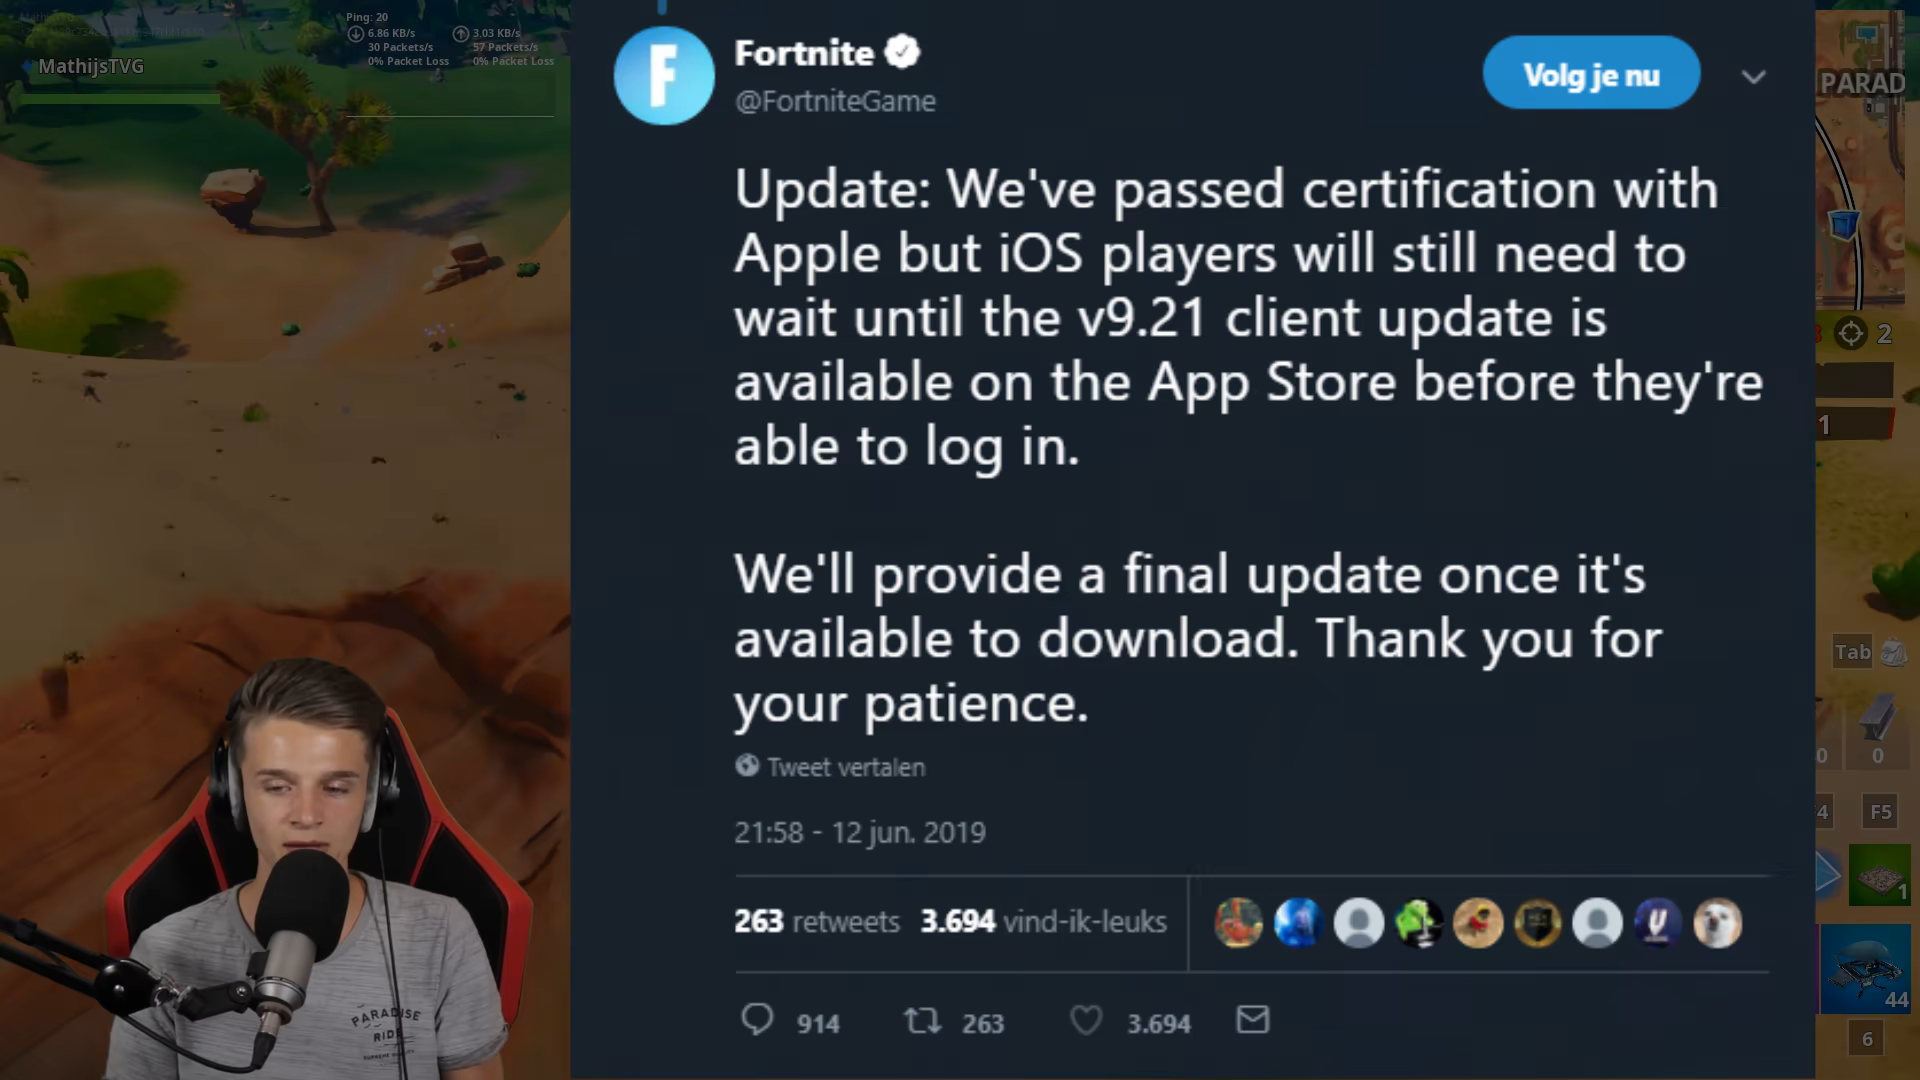 Ping: 20
6.86 KB/s
3.03 KB/s
30 Packets/s
57 Packets/s
0% Packet Loss
0% Packet Loss
MathijsTVG
Fortnite
@FortniteGame
Volg je nu
Update: We've passed certification with
Apple but iOS players will still need to
wait until the v9.21 client update is
available on the App Store before they're
able to log in.
We'll provide a final update once it's
available to download. Thank you for
your patience.
Tweet vertalen
21:58 - 12 jun. 2019
263 retweets 3.694 vind-ik-leuks
914
263
3.694
PARAD
2
1
Tab
0
0
4
F5
1
44
6
PARADISE
RIDE